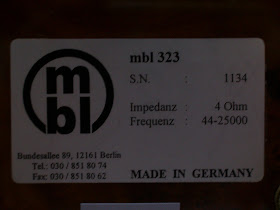 mbl
mbl 323
S.N. : 1134
Impedanz : 4 Ohm
Frequenz : 44-25000
Bundesallee 89, 12161 Berlin
Tel.: 030 / 851 80 74
Fax: 030 / 851 80 62
MADE IN GERMANY